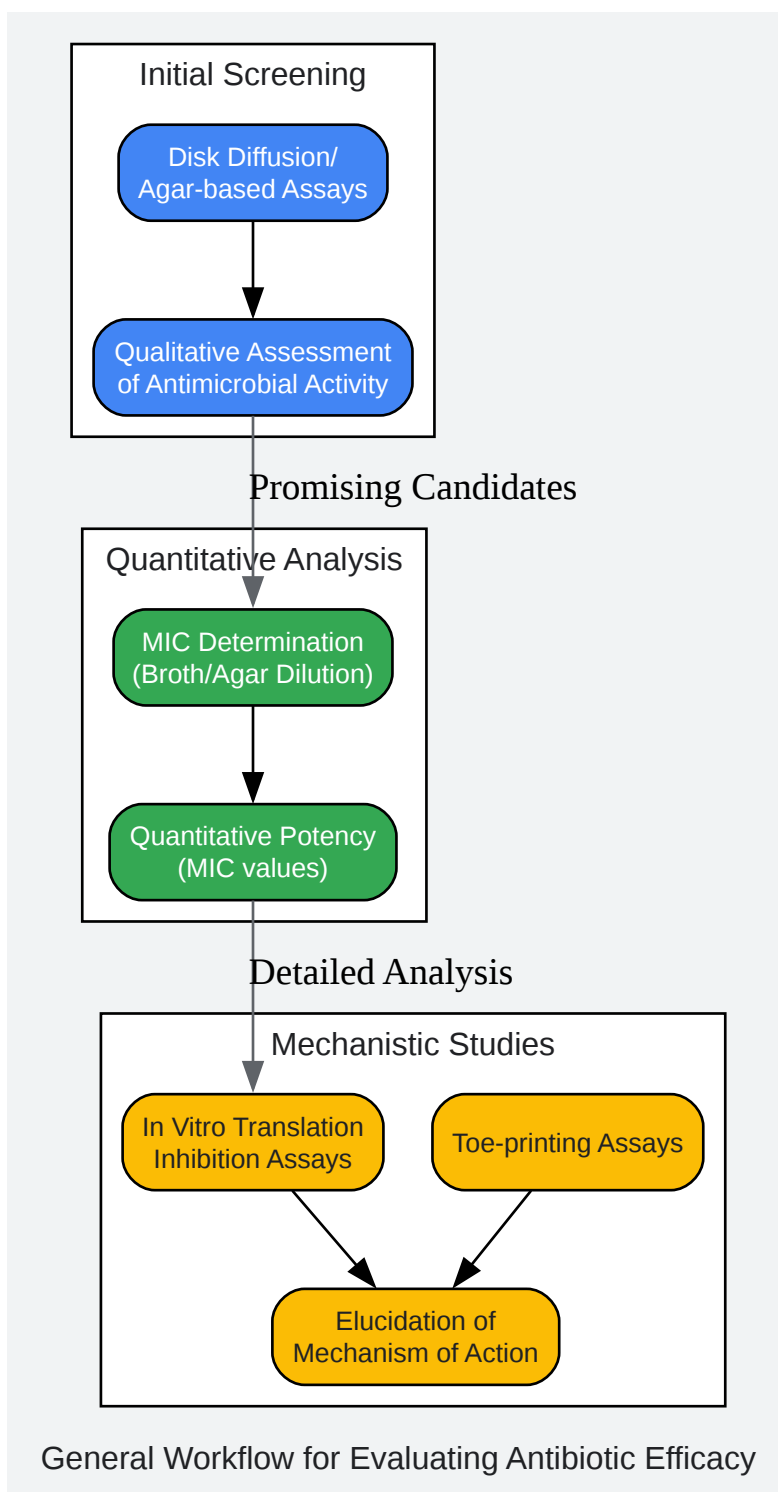 Initial Screening
Disk Diffusion/
Agar-based Assays
Qualitative Assessment
of Antimicrobial Activity
Promising Candidates
Quantitative Analysis
MIC Determination
(Broth/Agar Dilution)
Quantitative Potency
(MIC values)
Detailed Analysis
Mechanistic Studies
In Vitro Translation
Inhibition Assays
Toe-printing Assays
Elucidation of
Mechanism of Action
General Workflow for Evaluating Antibiotic Efficacy